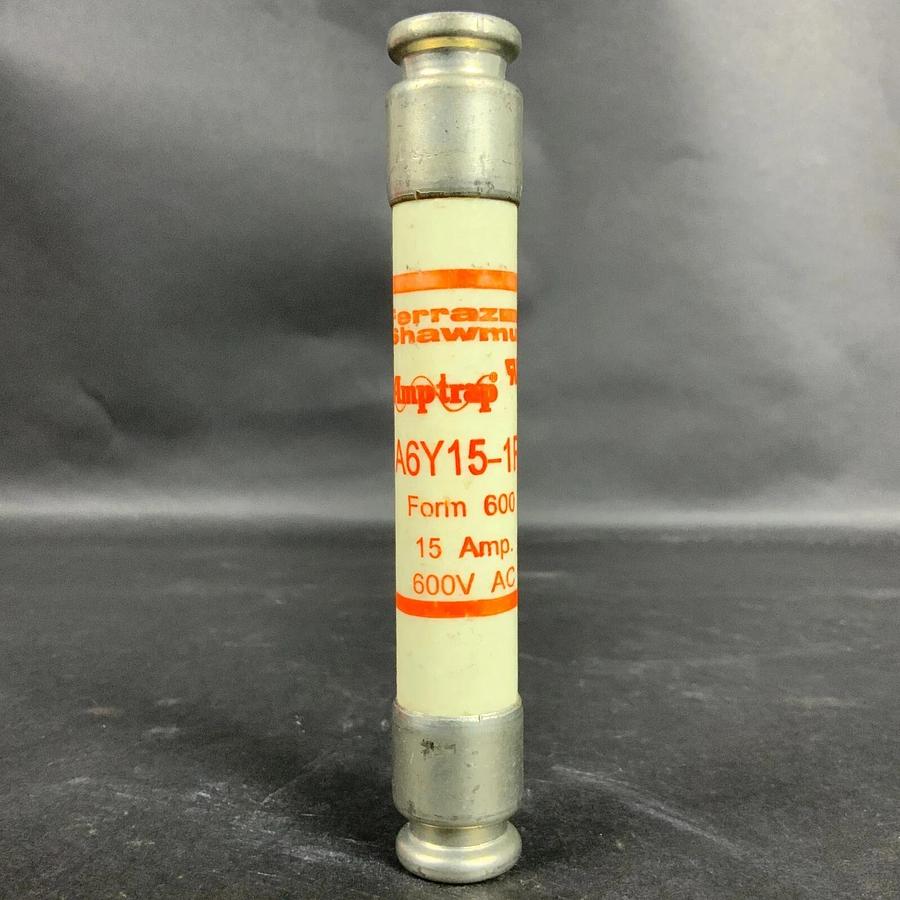 Ferraz
Shawmu
Amp-trap®
A6Y15-1
Form 600
15 Amp.
600V AC